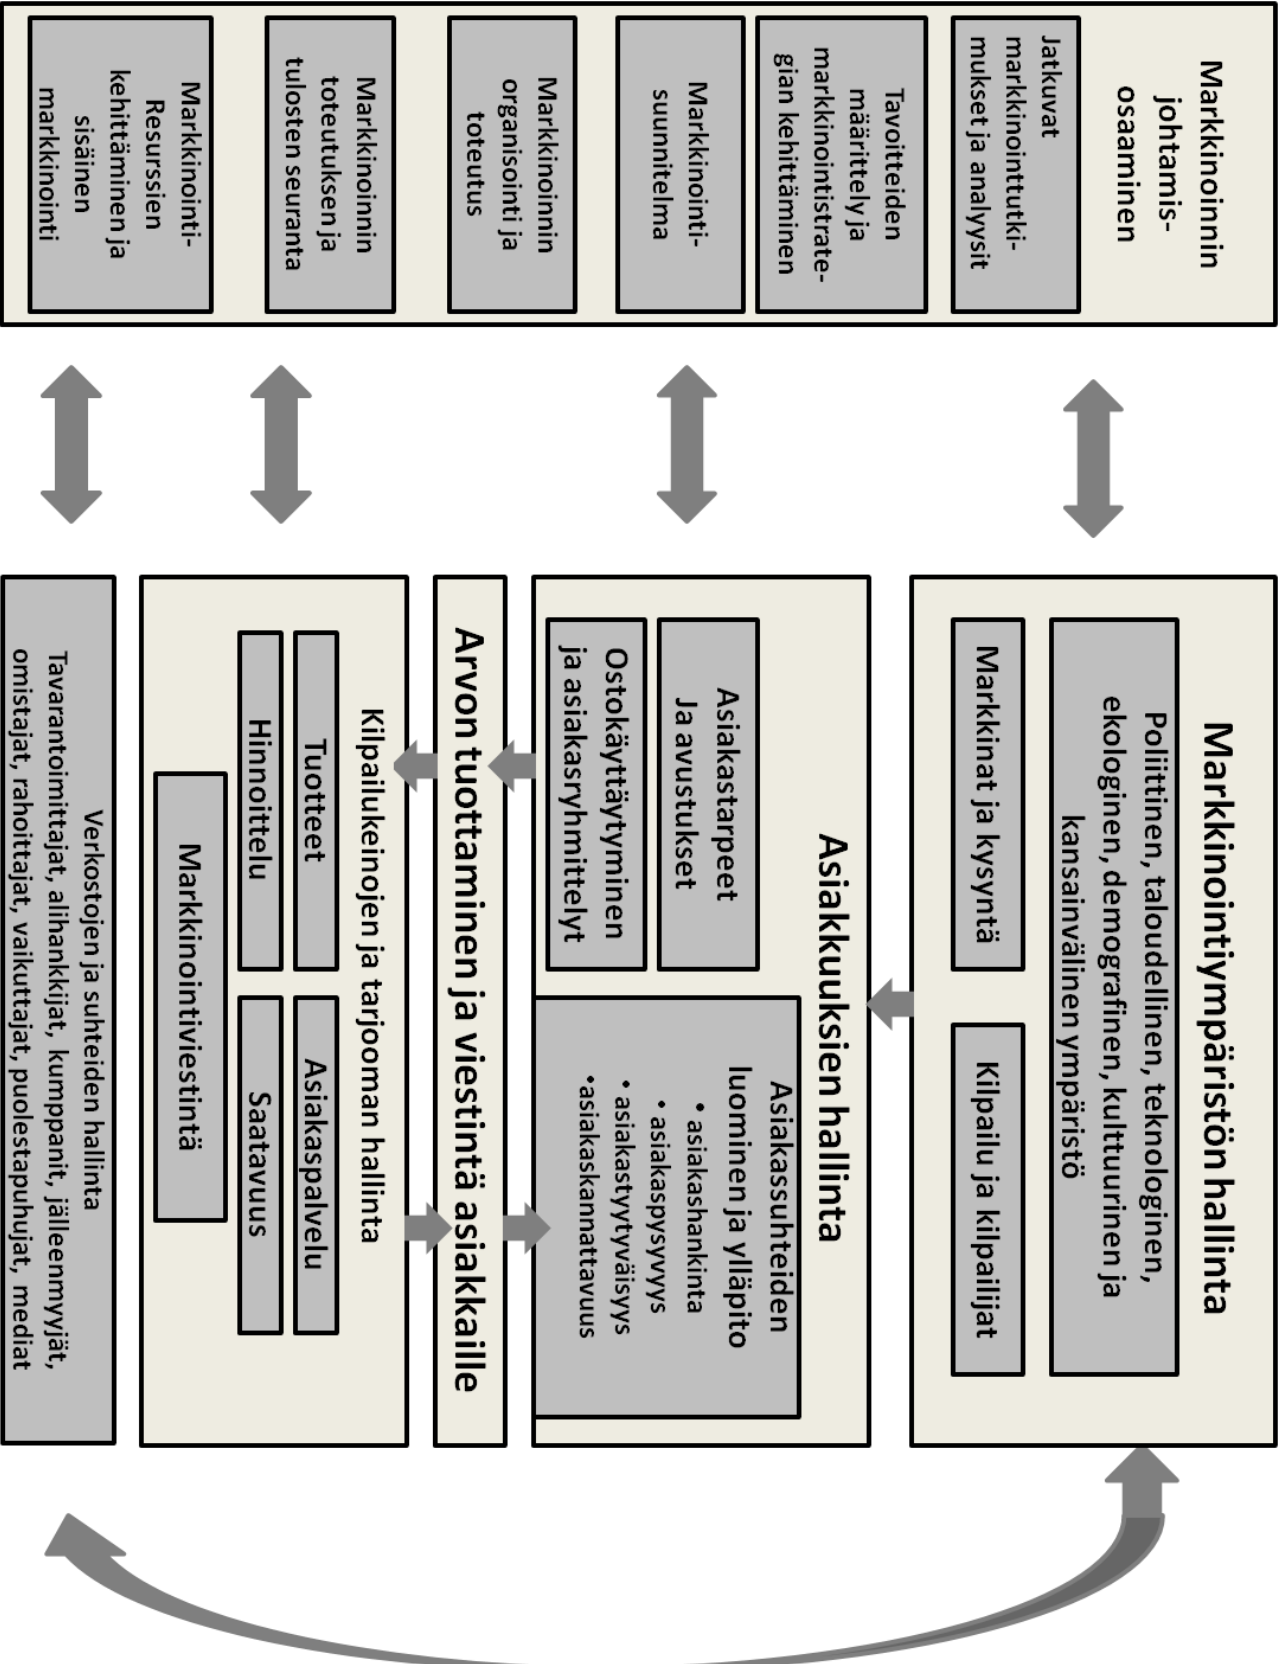 Markkinoinnin
johtamis-
osaaminen
Jatkuvat
markkinointtutki-
mukset ja analyysit
Tavoitteiden
määrittely ja
markkinointistrate-
gian kehittäminen
Markkinointi-
suunnitelma
Markkinoinnin
organisointi ja
toteutus
Markkinoinnin
toteutuksen ja
tulosten seuranta
Markkinointi-
Resurssien
kehittäminen ja
sisäinen
markkinointi
Markkinointiympäristön hallinta
Poliittinen, taloudellinen, teknologinen,
ekologinen, demografinen, kulttuurinen ja
kansainvälinen ympäristö
Markkinat ja kysyntä
Kilpailu ja kilpailijat
Asiakkuuksien hallinta
Asiakastarpeet
Ja avustukset
Ostokäyttäytyminen
ja asiakasryhmittelyt
Asiakassuhteiden
luominen ja ylläpito
• asiakashankinta
• asiakaspysyvyys
• asiakastyytyväisyys
•asiakaskannattavuus
Arvon tuottaminen ja viestintä asiakkaille
Kilpailukeinojen ja tarjooman hallinta
Tuotteet
Asiakaspalvelu
Hinnoittelu
Saatavuus
Markkinointiviestintä
Verkostojen ja suhteiden hallinta
Tavarantoimittajat, alihankkijat, kumppanit, jälleenmyyjät,
omistajat, rahoittajat, vaikuttajat, puolestapuhujat, mediat